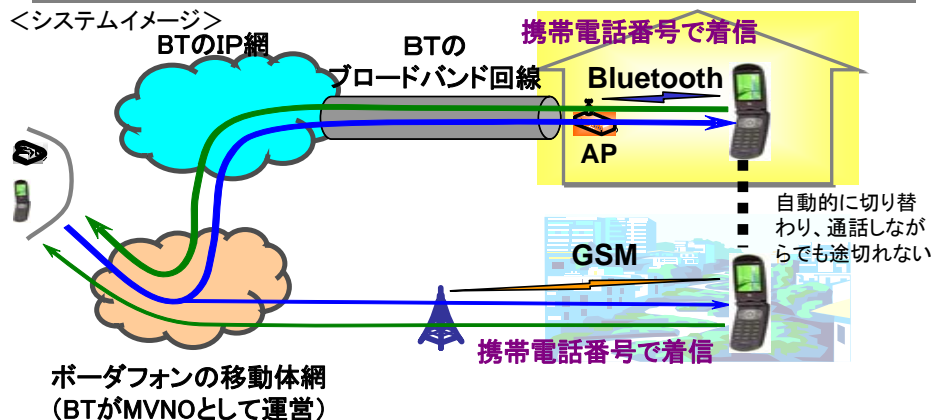 ＜システムイメージ＞
BTのIP網
BTの
ブロードバンド回線
携帯電話番号で着信
Bluetooth
AP
自動的に切り替
わり、通話しなが
らでも途切れない
GSM
携帯電話番号で着信
ボーダフォンの移動体網
（BTがMVNOとして運営）